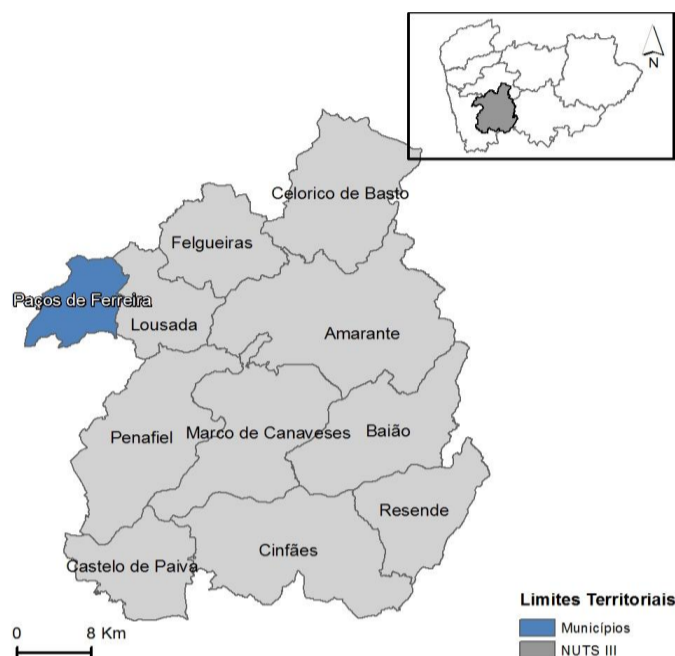 N
Celorico de Basto
Felgueiras
Paços de Ferreira
Lousada
Amarante
Penafiel
Marco de Canaveses
Baião
Resende
Cinfães
Castelo de Paiva
Limites Territoriais
Municípios
NUTS III
0 8 Km